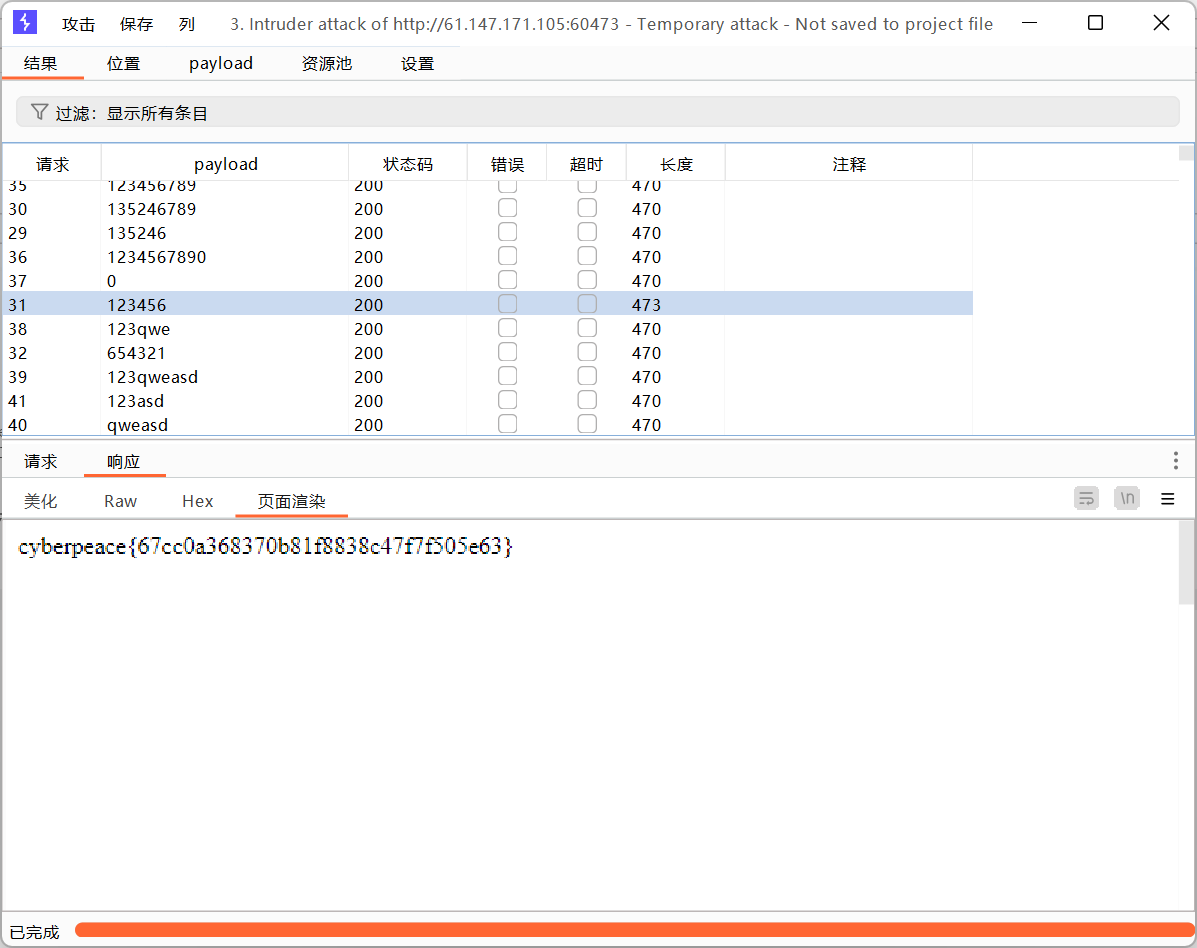 攻击 保存 列 3. Intruder attack of http://61.147.171.105:60473 - Temporary attack - Not saved to project file
结果 位置 payload 资源池 设置
过滤：显示所有条目
请求 payload 状态码 错误 超时 长度 注释
35 123456789 200 470
30 135246789 200 470
29 135246 200 470
36 1234567890 200 470
37 0 200 470
31 123456 200 473
38 123qwe 200 470
32 654321 200 470
39 123qweasd 200 470
41 123asd 200 470
40 qweasd 200 470
请求 响应
美化 Raw Hex 页面渲染 \n
cyberpeace{67cc0a368370b81f8838c47f7f505e63}
已完成